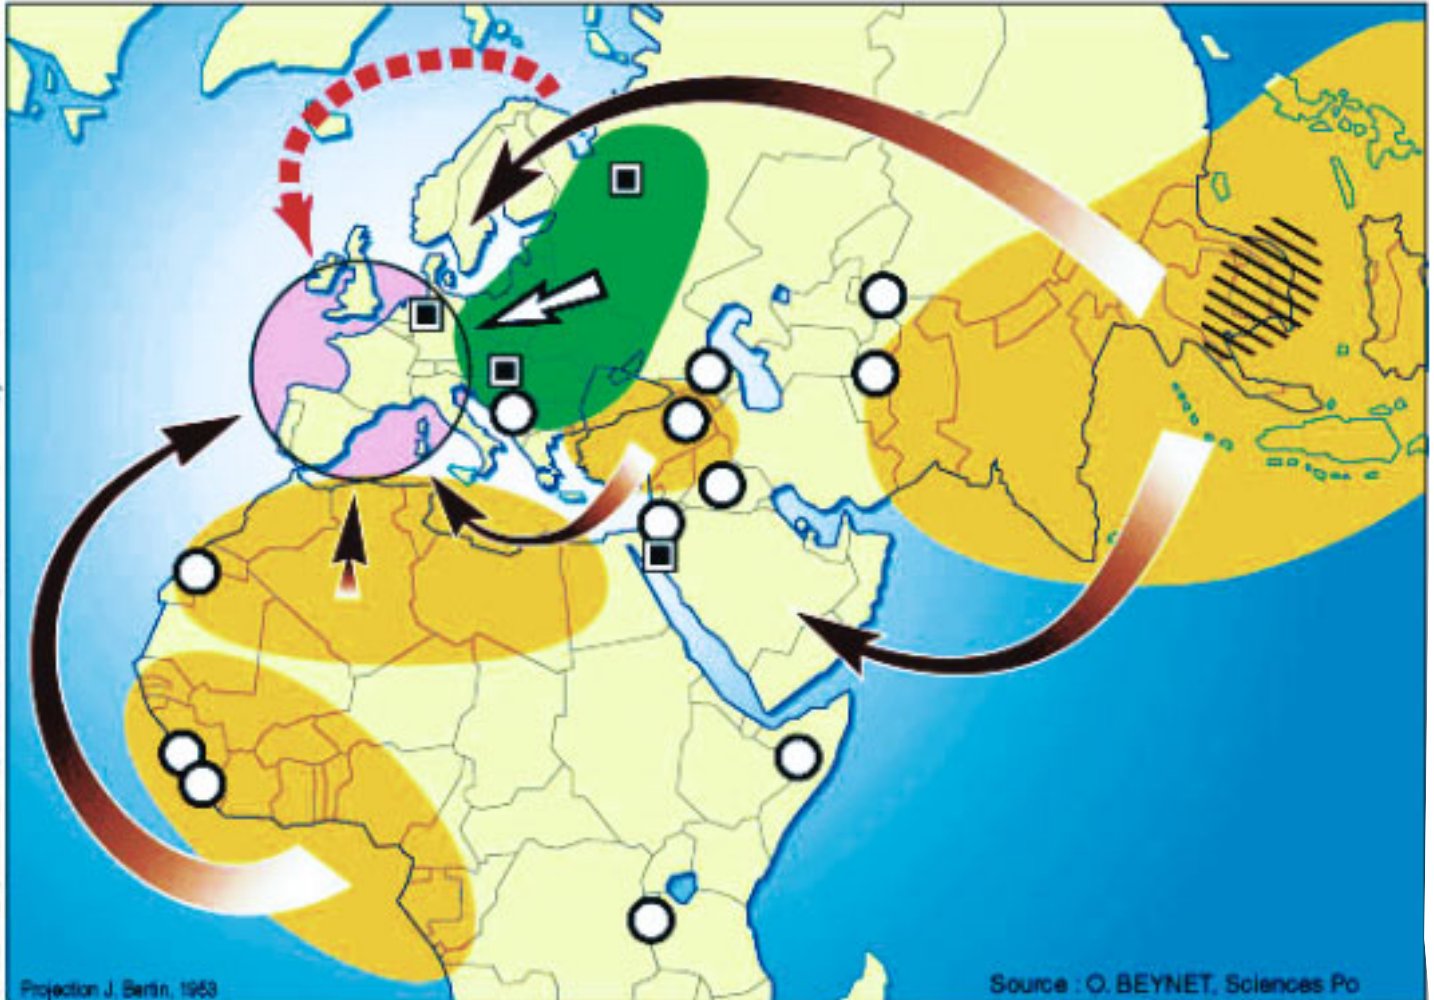 Projection J. Bertin, 1953
Source : O. BEYNET, Sciences Po